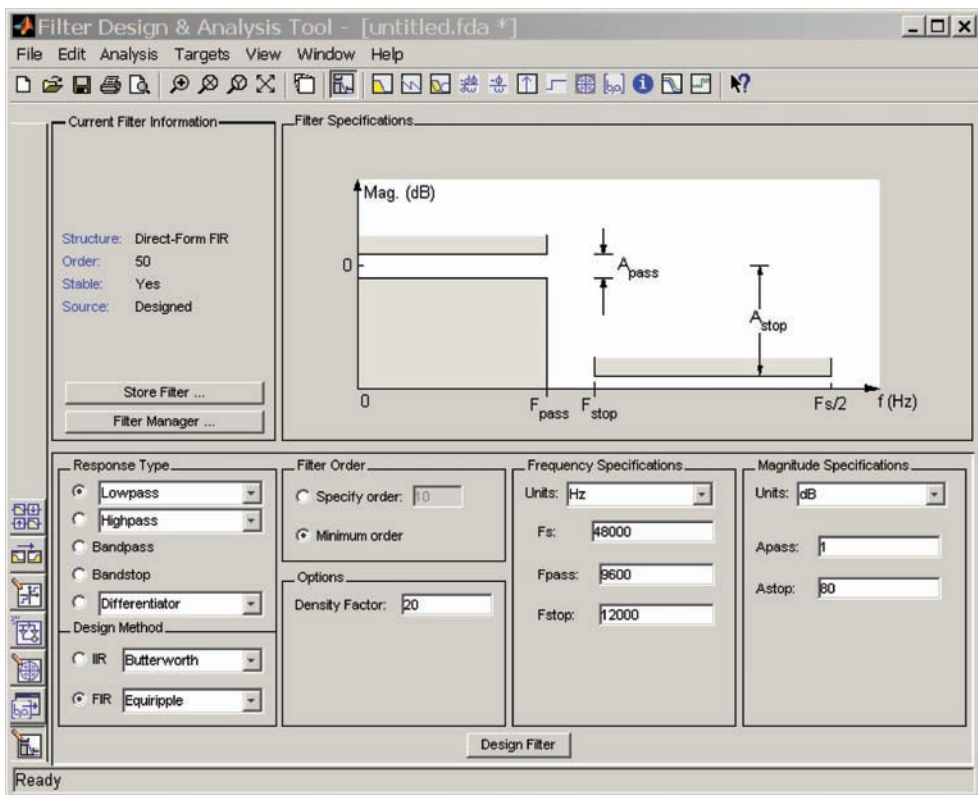 Filter Design & Analysis Tool - [untitled.fda *]
File Edit Analysis Targets View Window Help
Current Filter Information
Structure: Direct-Form FIR
Order: 50
Stable: Yes
Source: Designed
Store Filter ...
Filter Manager ...
Filter Specifications
Mag. (dB)
0
Apass
Astop
0
Fpass
Fstop
Fs/2
f (Hz)
Response Type
Lowpass
Highpass
Bandpass
Bandstop
Differentiator
Design Method
IIR Butterworth
FIR Equiripple
Filter Order
Specify order: 10
Minimum order
Options
Density Factor: 20
Frequency Specifications
Units: Hz
Fs: 48000
Fpass: 9600
Fstop: 12000
Magnitude Specifications
Units: dB
Apass: 1
Astop: 80
Design Filter
Ready